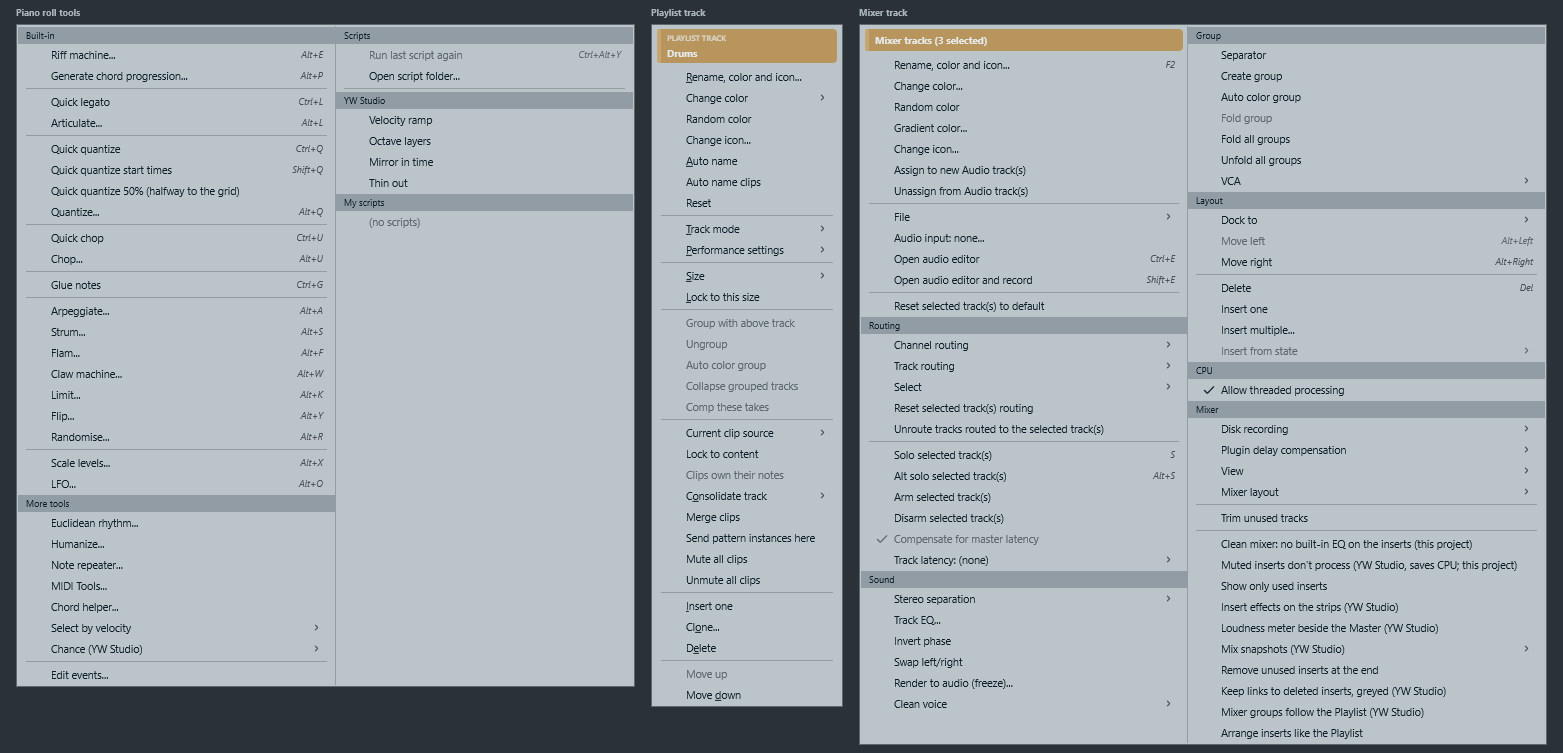 Piano roll tools
Built-in
Riff machine... Alt+E
Generate chord progression... Alt+P
Quick legato Ctrl+L
Articulate... Alt+L
Quick quantize Ctrl+Q
Quick quantize start times Shift+Q
Quick quantize 50% (halfway to the grid)
Quantize... Alt+Q
Quick chop Ctrl+U
Chop... Alt+U
Glue notes Ctrl+G
Arpeggiate... Alt+A
Strum... Alt+S
Flam... Alt+F
Claw machine... Alt+W
Limit... Alt+K
Flip... Alt+Y
Randomise... Alt+R
Scale levels... Alt+X
LFO... Alt+O
More tools
Euclidean rhythm...
Humanize...
Note repeater...
MIDI Tools...
Chord helper...
Select by velocity
Chance (YW Studio)
Edit events...
Scripts
Run last script again Ctrl+Alt+Y
Open script folder...
YW Studio
Velocity ramp
Octave layers
Mirror in time
Thin out
My scripts
(no scripts)
Playlist track
PLAYLIST TRACK
Drums
Rename, color and icon...
Change color
Random color
Change icon...
Auto name
Auto name clips
Reset
Track mode
Performance settings
Size
Lock to this size
Group with above track
Ungroup
Auto color group
Collapse grouped tracks
Comp these takes
Current clip source
Lock to content
Clips own their notes
Consolidate track
Merge clips
Send pattern instances here
Mute all clips
Unmute all clips
Insert one
Clone...
Delete
Move up
Move down
Mixer track
Mixer tracks (3 selected)
Rename, color and icon... F2
Change color...
Random color
Gradient color...
Change icon...
Assign to new Audio track(s)
Unassign from Audio track(s)
File
Audio input: none...
Open audio editor Ctrl+E
Open audio editor and record Shift+E
Reset selected track(s) to default
Routing
Channel routing
Track routing
Select
Reset selected track(s) routing
Unroute tracks routed to the selected track(s)
Solo selected track(s) S
Alt solo selected track(s) Alt+S
Arm selected track(s)
Disarm selected track(s)
Compensate for master latency
Track latency: (none)
Sound
Stereo separation
Track EQ...
Invert phase
Swap left/right
Render to audio (freeze)...
Clean voice
Group
Separator
Create group
Auto color group
Fold group
Fold all groups
Unfold all groups
VCA
Layout
Dock to
Move left Alt+Left
Move right Alt+Right
Delete Del
Insert one
Insert multiple...
Insert from state
CPU
Allow threaded processing
Mixer
Disk recording
Plugin delay compensation
View
Mixer layout
Trim unused tracks
Clean mixer: no built-in EQ on the inserts (this project)
Muted inserts don't process (YW Studio, saves CPU; this project)
Show only used inserts
Insert effects on the strips (YW Studio)
Loudness meter beside the Master (YW Studio)
Mix snapshots (YW Studio)
Remove unused inserts at the end
Keep links to deleted inserts, greyed (YW Studio)
Mixer groups follow the Playlist (YW Studio)
Arrange inserts like the Playlist